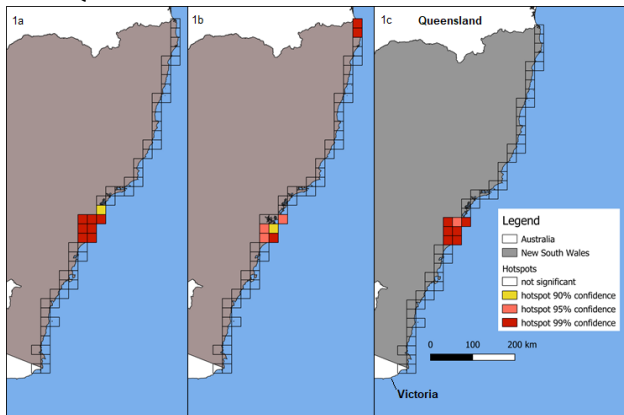 1a
1b
1c
Queensland
Legend
Australia
New South Wales
Hotspots
not significant
hotspot 90% confidence
hotspot 95% confidence
hotspot 99% confidence
0 100 200 km
Victoria